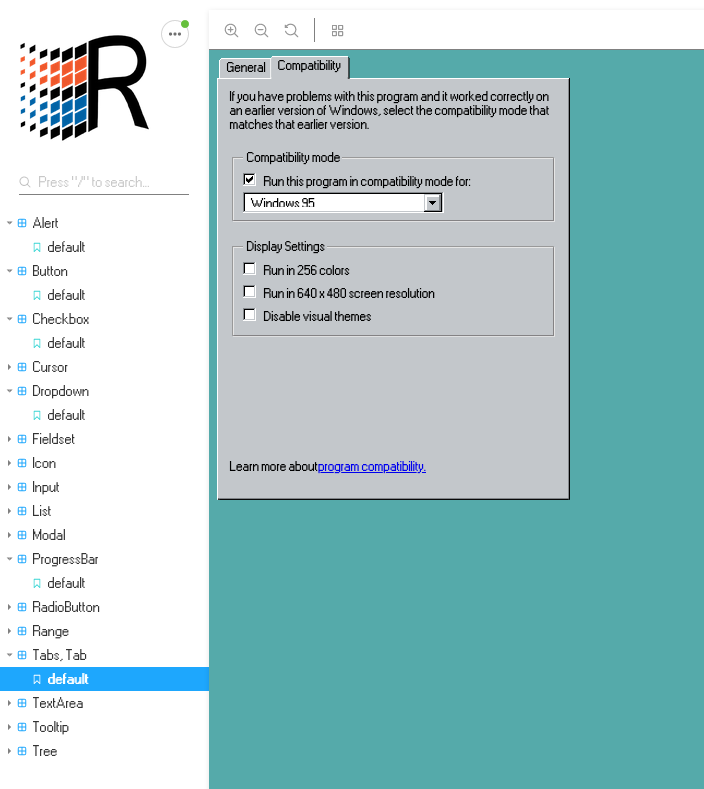 R
Press "/" to search...
Alert
default
Button
default
Checkbox
default
Cursor
Dropdown
default
Fieldset
Icon
Input
List
Modal
ProgressBar
default
RadioButton
Range
Tabs, Tab
default
TextArea
Tooltip
Tree
General
Compatibility
If you have problems with this program and it worked correctly on
an earlier version of Windows, select the compatibility mode that
matches that earlier version.
Compatibility mode
Run this program in compatibility mode for:
Windows 95
Display Settings
Run in 256 colors
Run in 640 x 480 screen resolution
Disable visual themes
Learn more aboutprogram compatibility.